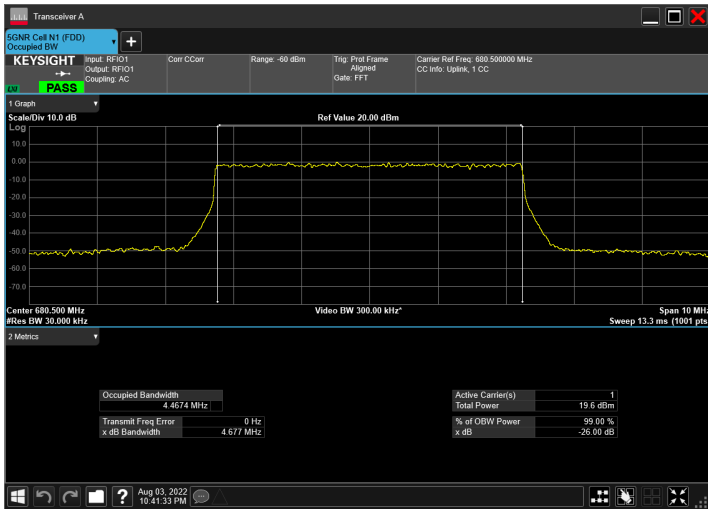 Transceiver A
5GNR Cell N1 (FDD)
Occupied BW
KEYSIGHT
LXI
PASS
Input: RFIO1
Output: RFIO1
Coupling: AC
Corr CCorr
Range: -60 dBm
Trig: Prot Frame
Aligned
Gate: FFT
Carrier Ref Freq: 680.500000 MHz
CC Info: Uplink, 1 CC
1 Graph
Scale/Div 10.0 dB
Ref Value 20.00 dBm
Log
10.0
0.00
-10.0
-20.0
-30.0
-40.0
-50.0
-60.0
-70.0
Center 680.500 MHz
Video BW 300.00 kHz*
Span 10 MHz
#Res BW 30.000 kHz
Sweep 13.3 ms (1001 pts
2 Metrics
Occupied Bandwidth
4.4674 MHz
Transmit Freq Error 0 Hz
x dB Bandwidth 4.677 MHz
Active Carrier(s) 1
Total Power 19.6 dBm
% of OBW Power 99.00 %
x dB -26.00 dB
Aug 03, 2022
10:41:33 PM